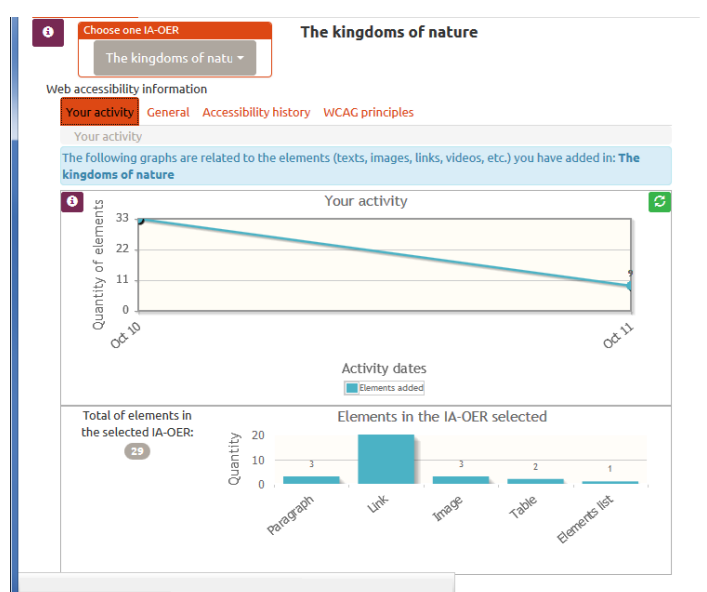 Choose one IA-OER
The kingdoms of nature
The kingdoms of natu
Web accessibility information
Your activity General Accessibility history WCAG principles
Your activity
The following graphs are related to the elements (texts, images, links, videos, etc.) you have added in: The
kingdoms of nature
Your activity
Quantity of elements
33
22
11
0
9
Oct 10
Oct 11
Activity dates
Elements added
Total of elements in
the selected IA-OER:
29
Elements in the IA-OER selected
Quantity
20
10
0
3
3
2
1
Paragraph
Link
Image
Table
Elements list